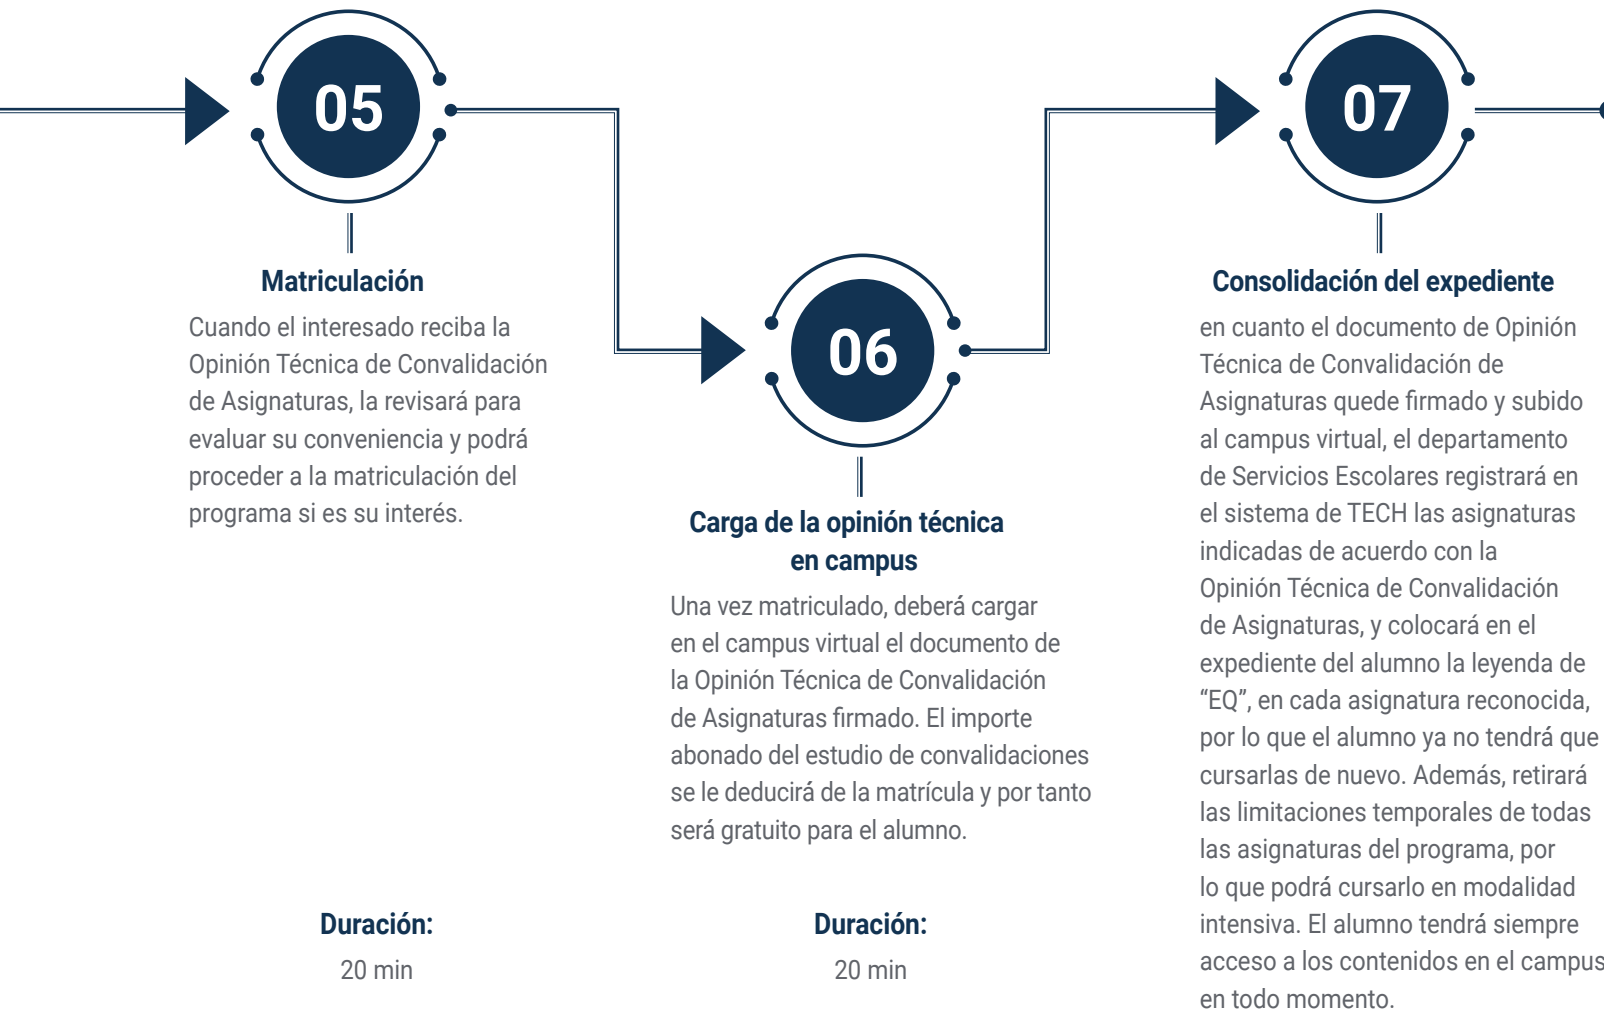 05
Matriculación
Cuando el interesado reciba la
Opinión Técnica de Convalidación
de Asignaturas, la revisará para
evaluar su conveniencia y podrá
proceder a la matriculación del
programa si es su interés.
Duración:
20 min
06
Carga de la opinión técnica
en campus
Una vez matriculado, deberá cargar
en el campus virtual el documento de
la Opinión Técnica de Convalidación
de Asignaturas firmado. El importe
abonado del estudio de convalidaciones
se le deducirá de la matrícula y por tanto
será gratuito para el alumno.
Duración:
20 min
07
Consolidación del expediente
en cuanto el documento de Opinión
Técnica de Convalidación de
Asignaturas quede firmado y subido
al campus virtual, el departamento
de Servicios Escolares registrará en
el sistema de TECH las asignaturas
indicadas de acuerdo con la
Opinión Técnica de Convalidación
de Asignaturas, y colocará en el
expediente del alumno la leyenda de
“EQ”, en cada asignatura reconocida,
por lo que el alumno ya no tendrá que
cursarlas de nuevo. Además, retirará
las limitaciones temporales de todas
las asignaturas del programa, por
lo que podrá cursarlo en modalidad
intensiva. El alumno tendrá siempre
acceso a los contenidos en el campus
en todo momento.